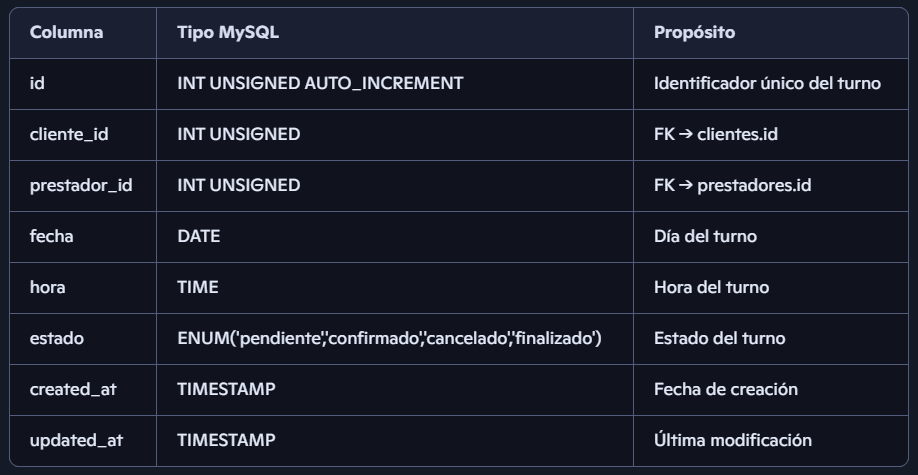 Columna Tipo MySQL Propósito
id INT UNSIGNED AUTO_INCREMENT Identificador único del turno
cliente_id INT UNSIGNED FK → clientes.id
prestador_id INT UNSIGNED FK → prestadores.id
fecha DATE Día del turno
hora TIME Hora del turno
estado ENUM('pendiente','confirmado','cancelado','finalizado') Estado del turno
created_at TIMESTAMP Fecha de creación
updated_at TIMESTAMP Última modificación